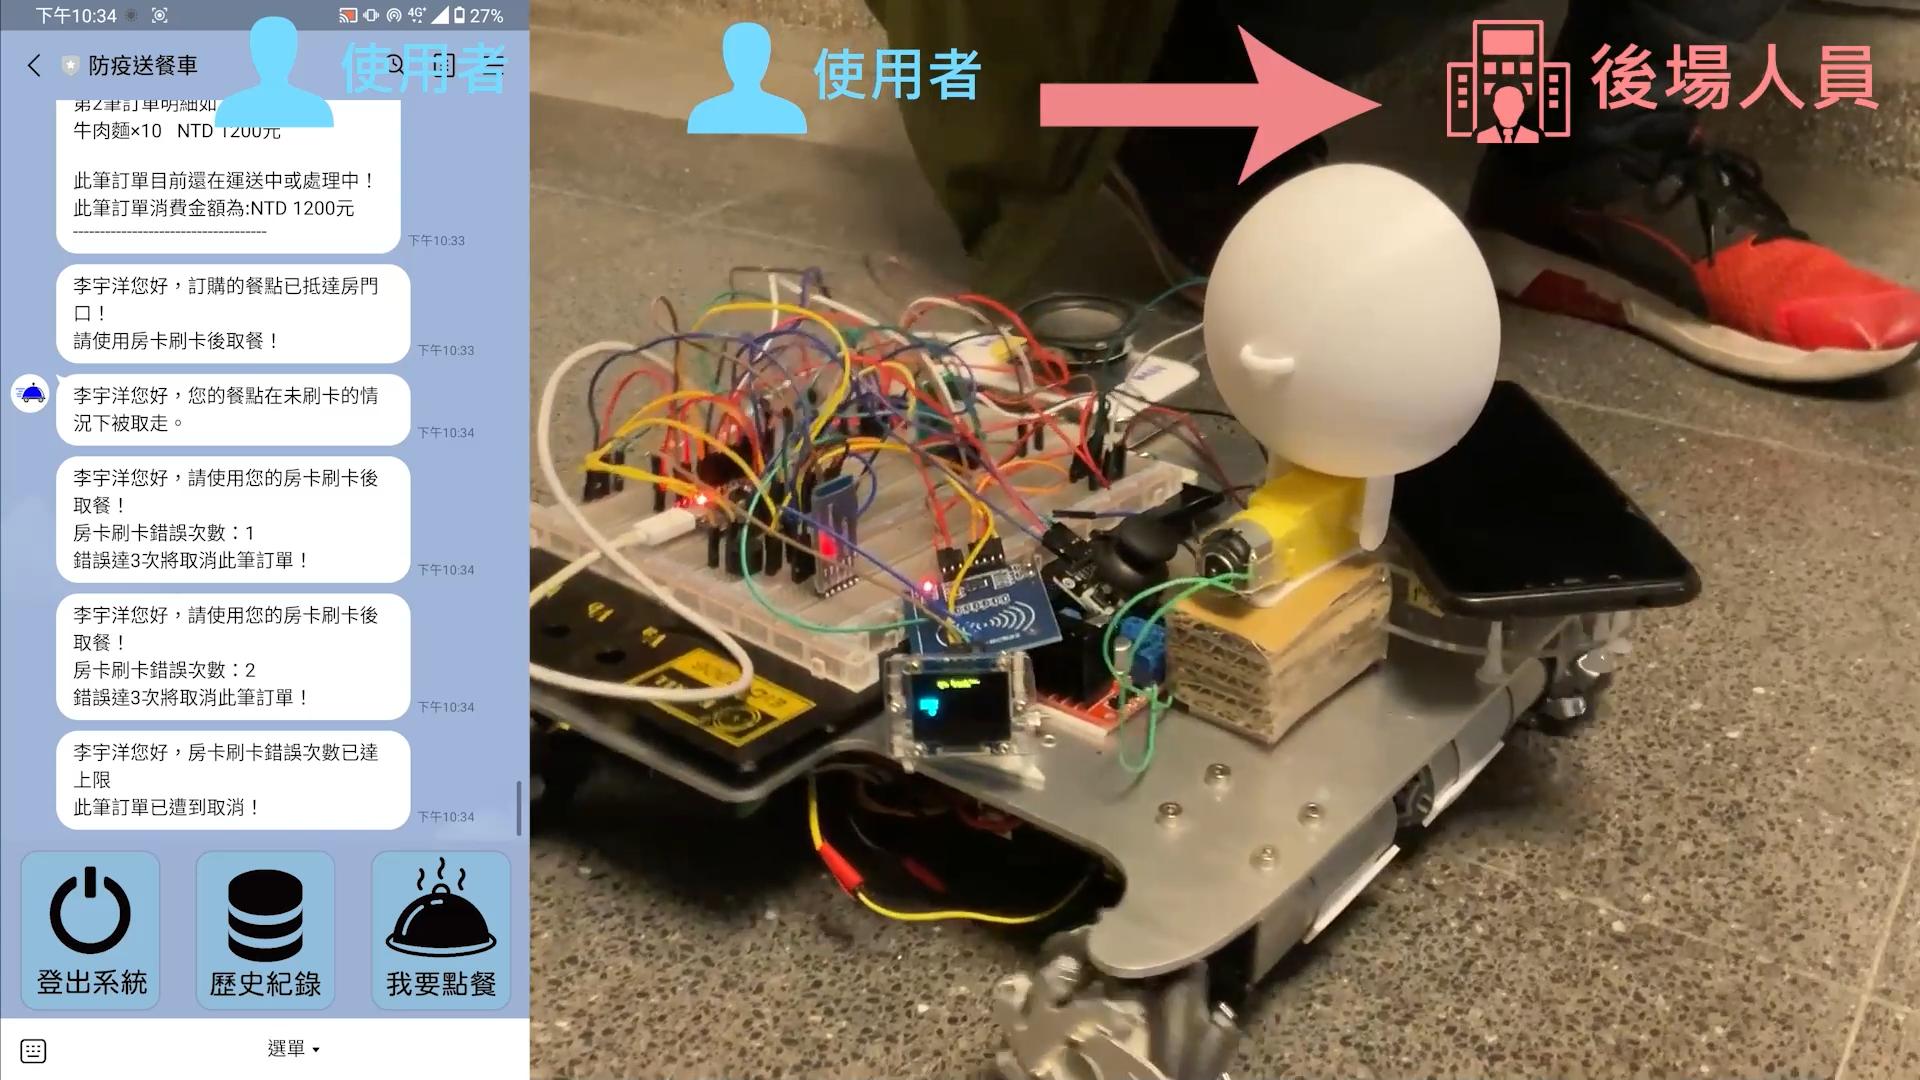 下午10:34
4G+
27%
防疫送餐車
使用者
第2筆訂單明細如
牛肉麵×10 NTD 1200元
此筆訂單目前還在運送中或處理中！
此筆訂單消費金額為:NTD 1200元
------------------------------------
下午10:33
李宇洋您好，訂購的餐點已抵達房門
口！
請使用房卡刷卡後取餐！
下午10:33
李宇洋您好，您的餐點在未刷卡的情
況下被取走。
下午10:34
李宇洋您好，請使用您的房卡刷卡後
取餐！
房卡刷卡錯誤次數：1
錯誤達3次將取消此筆訂單！
下午10:34
李宇洋您好，請使用您的房卡刷卡後
取餐！
房卡刷卡錯誤次數：2
錯誤達3次將取消此筆訂單！
下午10:34
李宇洋您好，房卡刷卡錯誤次數已達
上限
此筆訂單已遭到取消！
下午10:34
登出系統
歷史紀錄
我要點餐
選單
使用者
後場人員